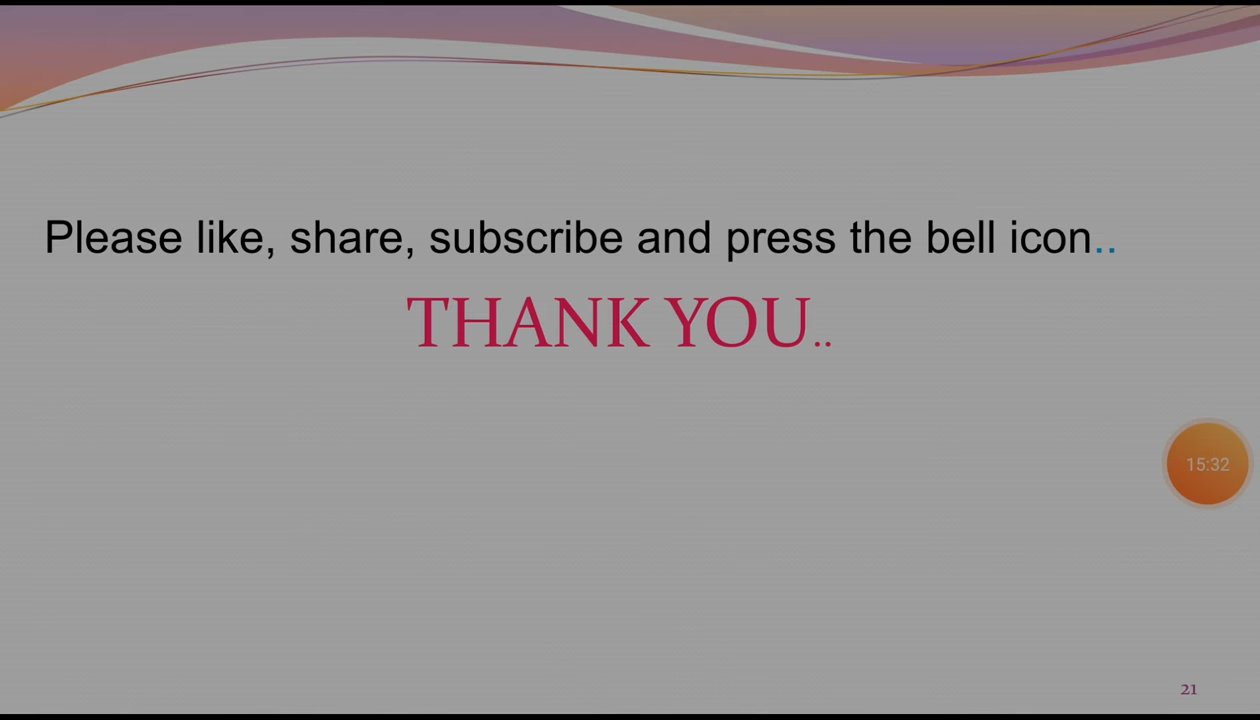 Please like, share, subscribe and press the bell icon..
THANK YOU..
15:32
21